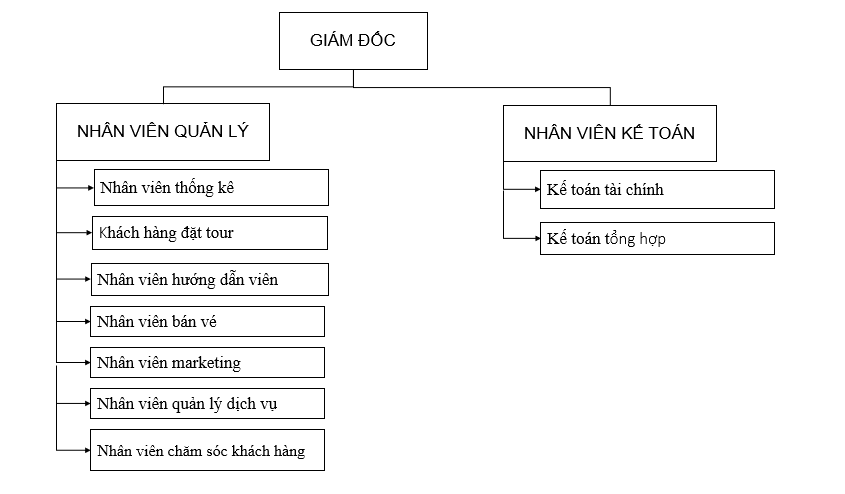 GIÁM ĐỐC
NHÂN VIÊN QUẢN LÝ
NHÂN VIÊN KẾ TOÁN
Nhân viên thống kê
Khách hàng đặt tour
Nhân viên hướng dẫn viên
Nhân viên bán vé
Nhân viên marketing
Nhân viên quản lý dịch vụ
Nhân viên chăm sóc khách hàng
Kế toán tài chính
Kế toán tổng hợp